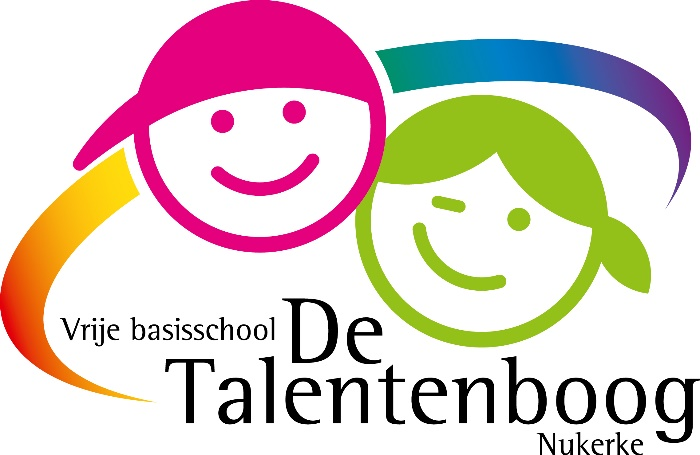 Vrije basisschool De
Talentenboog
Nukerke